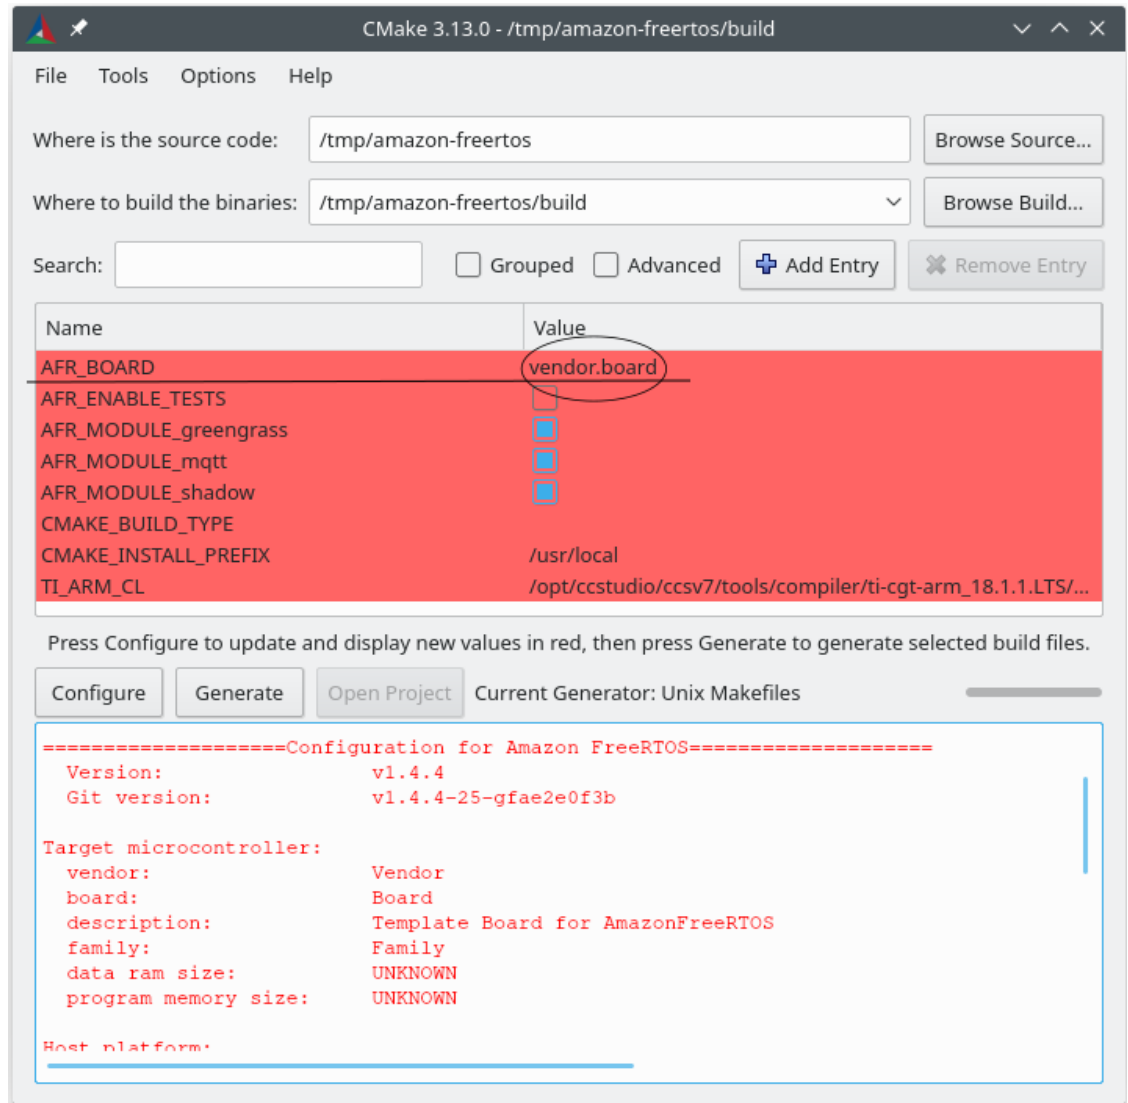 CMake 3.13.0 - /tmp/amazon-freertos/build
File Tools Options Help
Where is the source code: /tmp/amazon-freertos Browse Source...
Where to build the binaries: /tmp/amazon-freertos/build Browse Build...
Search: Grouped Advanced Add Entry Remove Entry
Name Value
AFR_BOARD vendor.board
AFR_ENABLE_TESTS
AFR_MODULE_greengrass
AFR_MODULE_mqtt
AFR_MODULE_shadow
CMAKE_BUILD_TYPE
CMAKE_INSTALL_PREFIX /usr/local
TI_ARM_CL /opt/ccstudio/ccsv7/tools/compiler/ti-cgt-arm_18.1.1.LTS/...
Press Configure to update and display new values in red, then press Generate to generate selected build files.
Configure Generate Open Project Current Generator: Unix Makefiles
====================Configuration for Amazon FreeRTOS====================
Version: v1.4.4
Git version: v1.4.4-25-gfae2e0f3b
Target microcontroller:
vendor: Vendor
board: Board
description: Template Board for AmazonFreeRTOS
family: Family
data ram size: UNKNOWN
program memory size: UNKNOWN
Host platform: